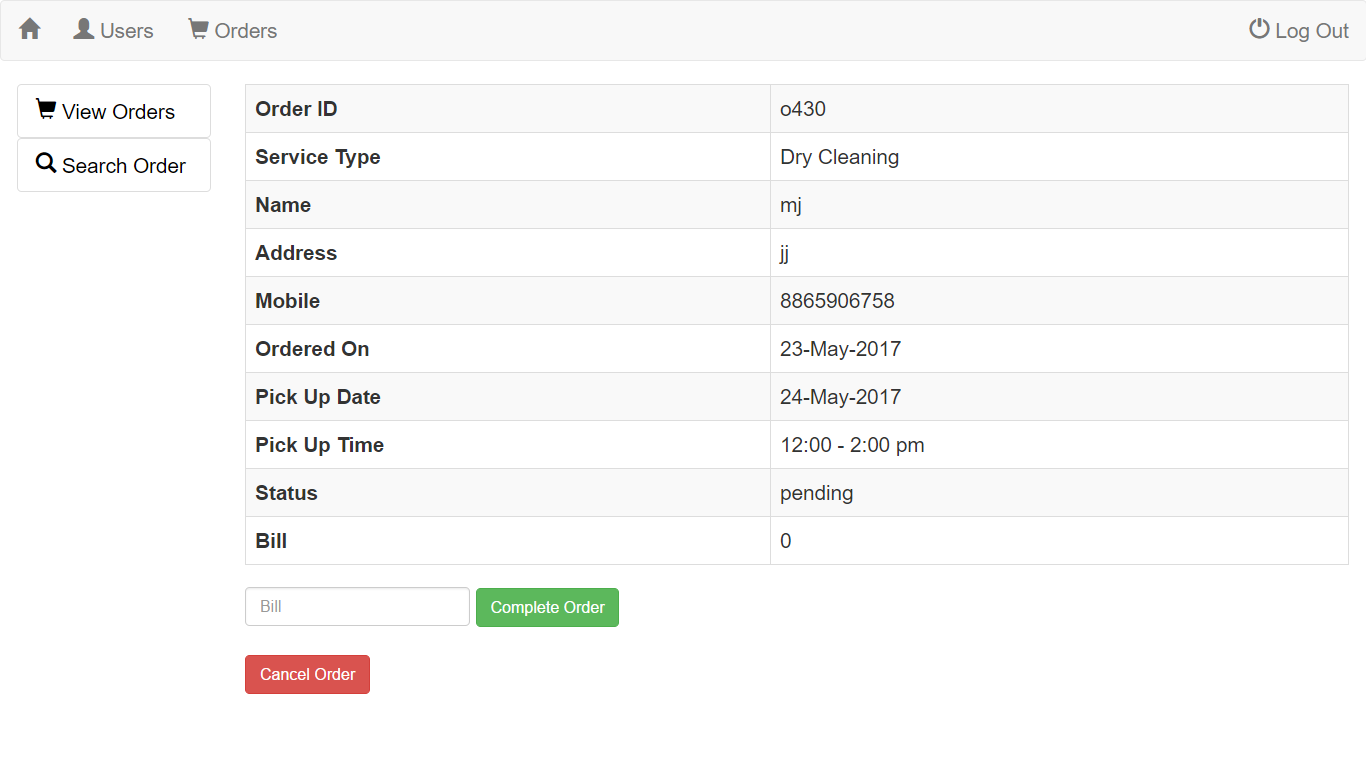 Users Orders Log Out
View Orders
Search Order
Order ID o430
Service Type Dry Cleaning
Name mj
Address jj
Mobile 8865906758
Ordered On 23-May-2017
Pick Up Date 24-May-2017
Pick Up Time 12:00 - 2:00 pm
Status pending
Bill 0
Bill Complete Order
Cancel Order